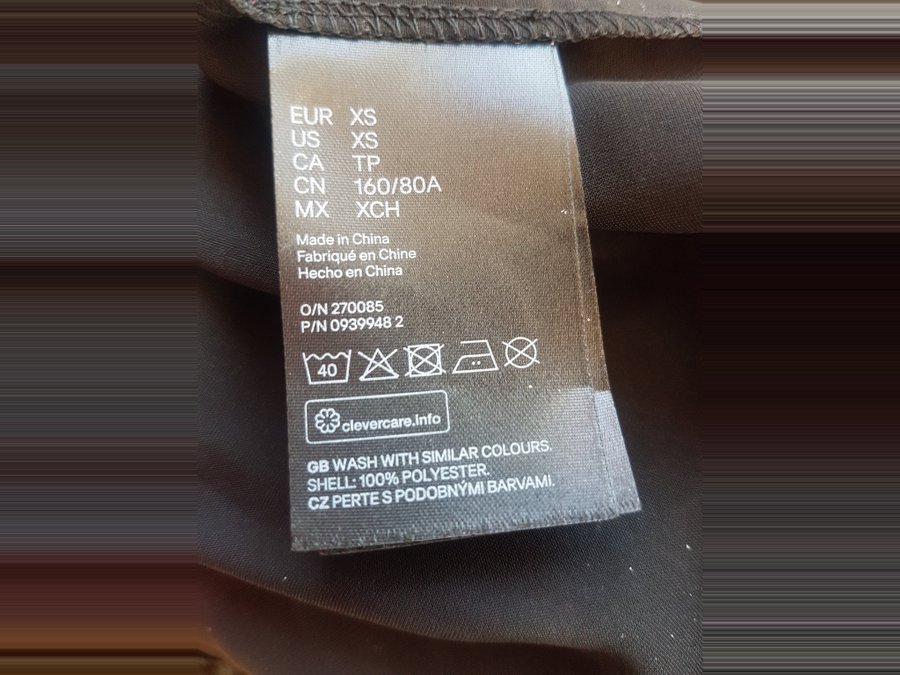 EUR XS
US XS
CA TP
CN 160/80A
MX XCH
Made in China
Fabriqué en Chine
Hecho en China
O/N 270085
P/N 0939948 2
40
clevercare.info
GB WASH WITH SIMILAR COLOURS.
SHELL: 100% POLYESTER.
CZ PERTE S PODOBNÝMI BARVAMI.